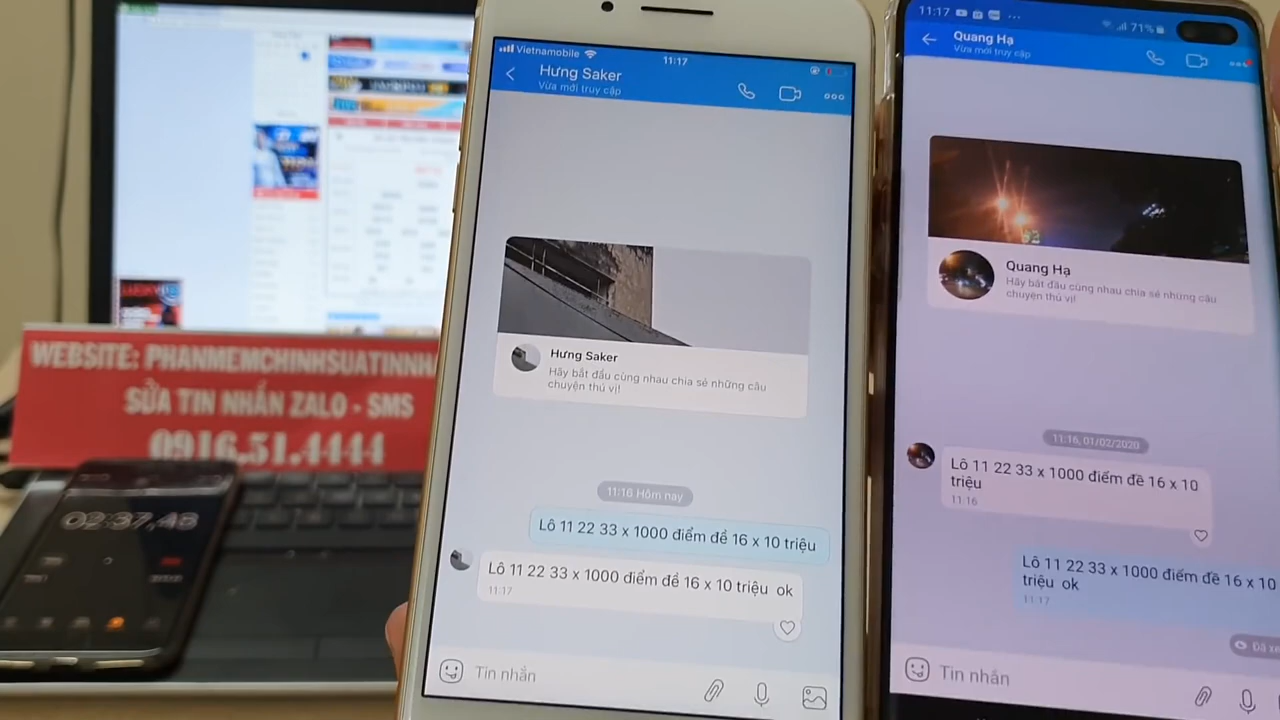 WEBSITE: PHANMEMCHINHSUATINNHA
SỬA TIN NHẮN ZALO - SMS
0916.51.4444
02:37,48
Vietnamobile
11:17
Hưng Saker
Vừa mới truy cập
Hưng Saker
Hãy bắt đầu cùng nhau chia sẻ những câu
chuyện thú vị!
11:16 Hôm nay
Lô 11 22 33 x 1000 điểm đề 16 x 10 triệu
Lô 11 22 33 x 1000 điểm đề 16 x 10 triệu ok
11:17
Tin nhắn
11:17
71%
Quang Hạ
Vừa mới truy cập
Quang Hạ
Hãy bắt đầu cùng nhau chia sẻ những câu
chuyện thú vị!
11:16, 01/02/2020
Lô 11 22 33 x 1000 điểm đề 16 x 10
triệu
11:16
Lô 11 22 33 x 1000 điểm đề 16 x 10
triệu ok
11:17
Đã xe
Tin nhắn